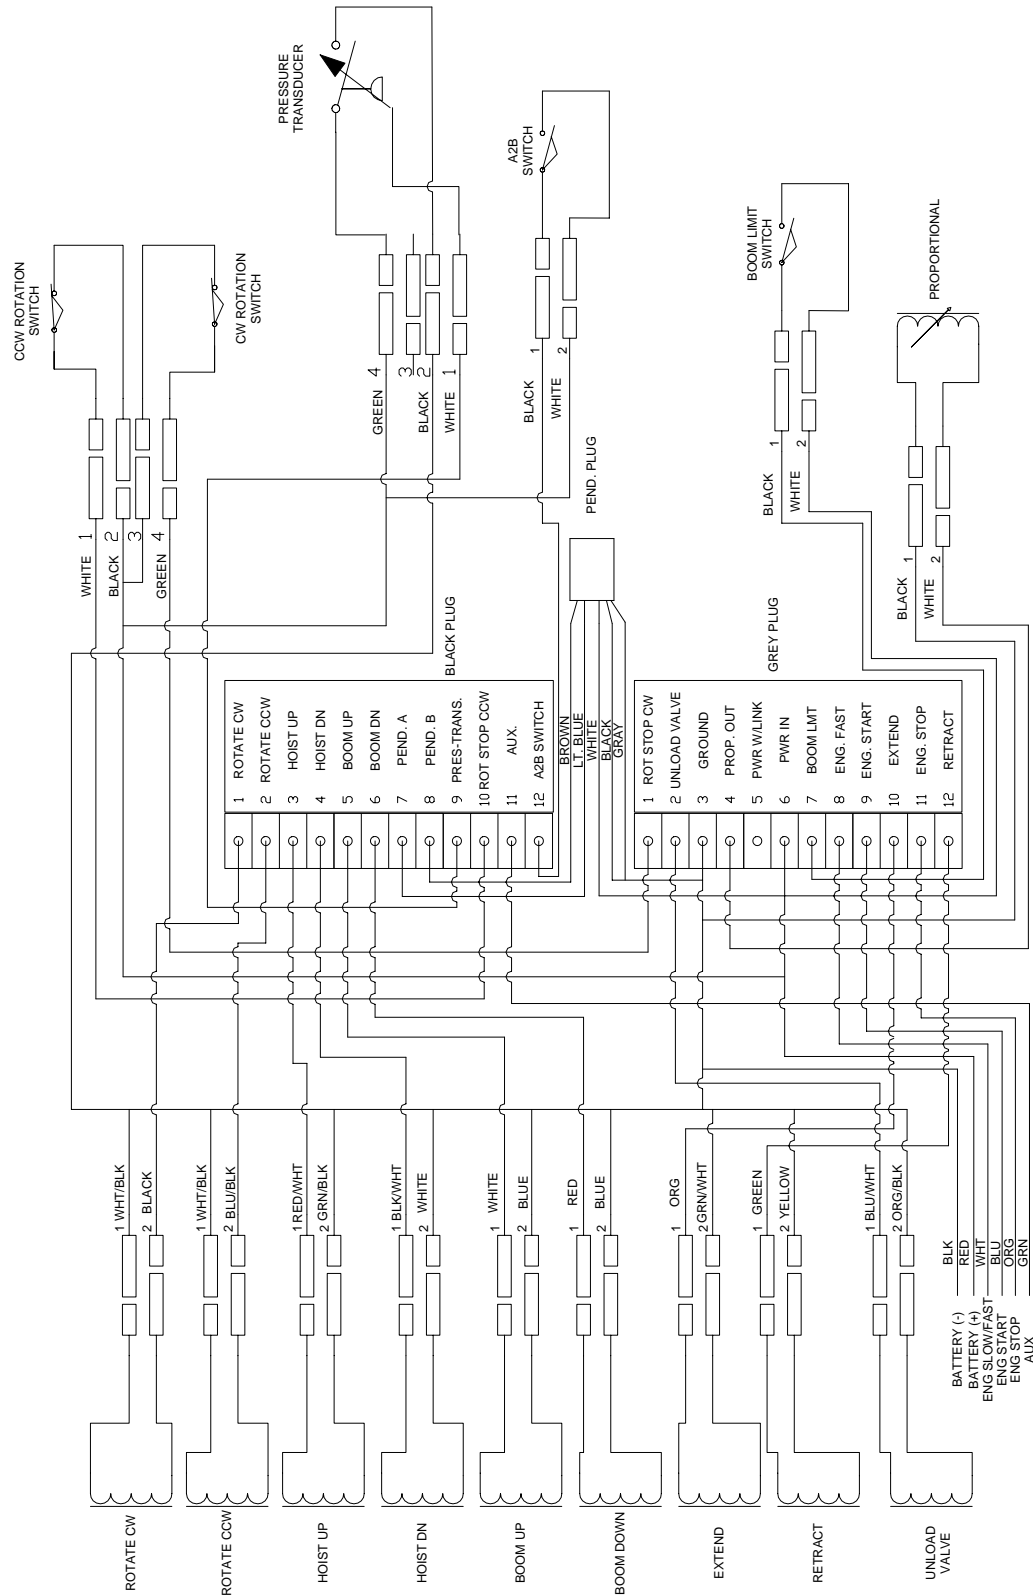 CCW ROTATION
SWITCH
CW ROTATION
SWITCH
WHITE 1
BLACK 2
3
GREEN 4
PRESSURE
TRANSDUCER
GREEN 4
3
BLACK 2
WHITE 1
A2B
SWITCH
BLACK 1
WHITE 2
PEND. PLUG
BOOM LIMIT
SWITCH
BLACK 1
WHITE 2
PROPORTIONAL
BLACK 1
WHITE 2
BLACK PLUG
1 ROTATE CW
2 ROTATE CCW
3 HOIST UP
4 HOIST DN
5 BOOM UP
6 BOOM DN
7 PEND. A
8 PEND. B
9 PRESS-TRANS.
10 ROT STOP CCW
11 AUX.
12 A2B SWITCH
BROWN
LT. BLUE
WHITE
BLACK
GRAY
GREY PLUG
1 ROT STOP CW
2 UNLOAD VALVE
3 GROUND
4 PROP. OUT
5 PWR W/LINK
6 PWR IN
7 BOOM LMT
8 ENG. FAST
9 ENG. START
10 EXTEND
11 ENG. STOP
12 RETRACT
1 WHT/BLK
2 BLACK
ROTATE CW
1 WHT/BLK
2 BLU/BLK
ROTATE CCW
1 RED/WHT
2 GRN/BLK
HOIST UP
1 BLK/WHT
2 WHITE
HOIST DN
1 WHITE
2 BLUE
BOOM UP
1 RED
2 BLUE
BOOM DOWN
1 ORG
2 GRN/WHT
EXTEND
1 GREEN
2 YELLOW
RETRACT
1 BLU/WHT
2 ORG/BLK
UNLOAD
VALVE
BATTERY (-) BLK
BATTERY (+) RED
ENG SLOW/FAST WHT
ENG START BLU
ENG STOP ORG
AUX GRN